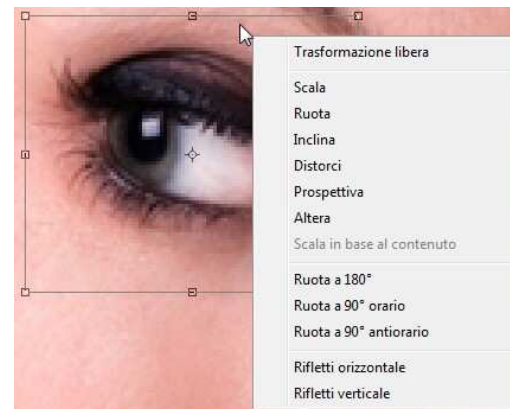 Trasformazione libera
Scala
Ruota
Inclina
Distorci
Prospettiva
Altera
Scala in base al contenuto
Ruota a 180°
Ruota a 90° orario
Ruota a 90° antiorario
Rifletti orizzontale
Rifletti verticale